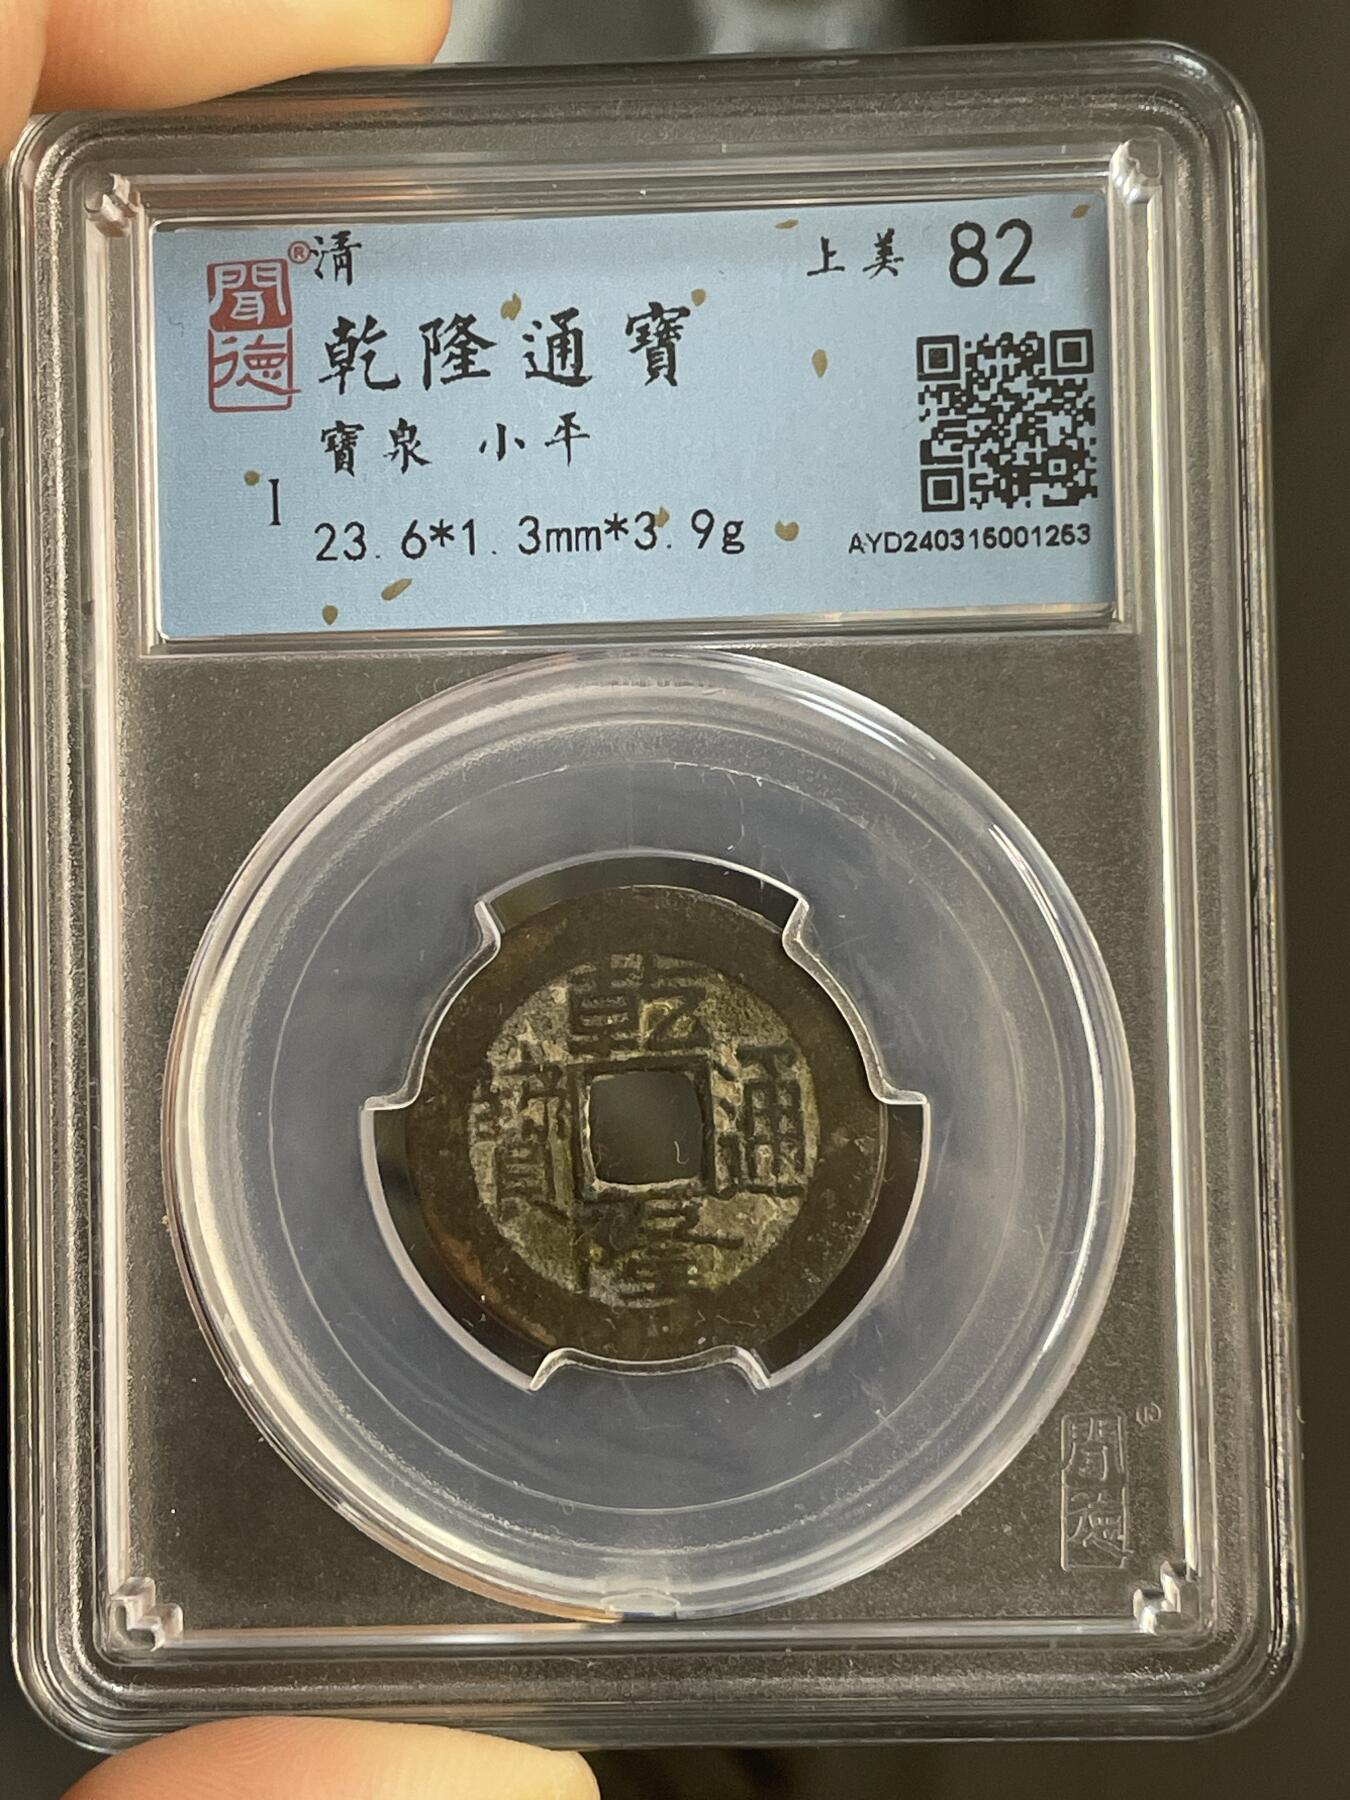 聞德®
清
上美 82
乾隆通寶
寶泉 小平
I
23.6*1.3mm*3.9g
AYD240315001253
乾隆通寶
聞德®